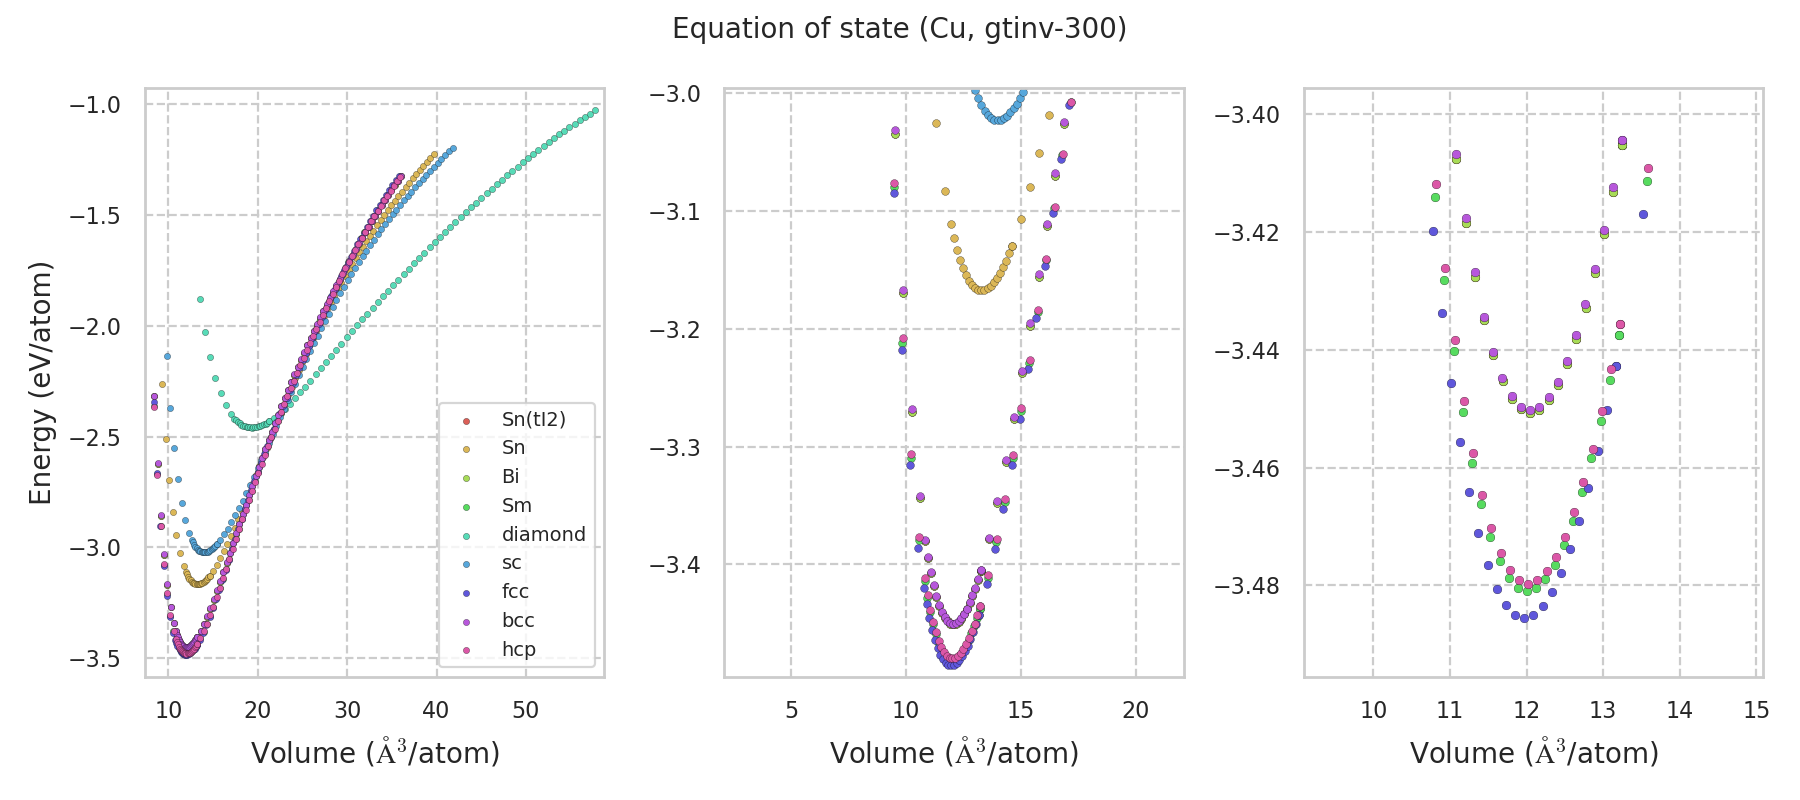 Equation of state (Cu, gtinv-300)
Energy (eV/atom)
−1.0
−1.5
−2.0
−2.5
−3.0
−3.5
10 20 30 40 50
Volume (Å³/atom)
Sn(tI2)
Sn
Bi
Sm
diamond
sc
fcc
bcc
hcp
−3.0
−3.1
−3.2
−3.3
−3.4
5 10 15 20
Volume (Å³/atom)
−3.40
−3.42
−3.44
−3.46
−3.48
10 11 12 13 14 15
Volume (Å³/atom)